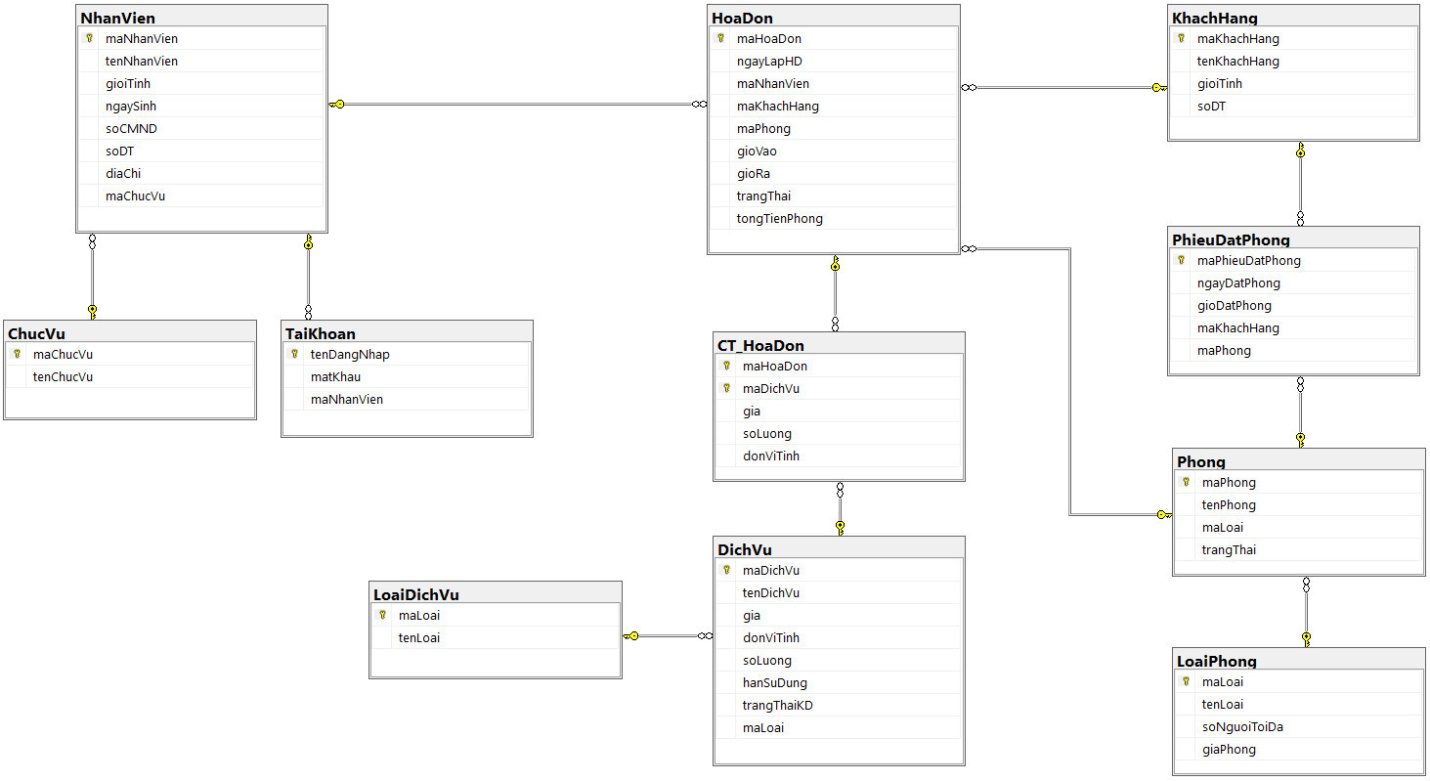 NhanVien
maNhanVien
tenNhanVien
gioiTinh
ngaySinh
soCMND
soDT
diaChi
maChucVu
HoaDon
maHoaDon
ngayLapHD
maNhanVien
maKhachHang
maPhong
gioVao
gioRa
trangThai
tongTienPhong
KhachHang
maKhachHang
tenKhachHang
gioiTinh
soDT
PhieuDatPhong
maPhieuDatPhong
ngayDatPhong
gioDatPhong
maKhachHang
maPhong
ChucVu
maChucVu
tenChucVu
TaiKhoan
tenDangNhap
matKhau
maNhanVien
CT_HoaDon
maHoaDon
maDichVu
gia
soLuong
donViTinh
Phong
maPhong
tenPhong
maLoai
trangThai
DichVu
maDichVu
tenDichVu
gia
donViTinh
soLuong
hanSuDung
trangThaiKD
maLoai
LoaiDichVu
maLoai
tenLoai
LoaiPhong
maLoai
tenLoai
soNguoiToiDa
giaPhong